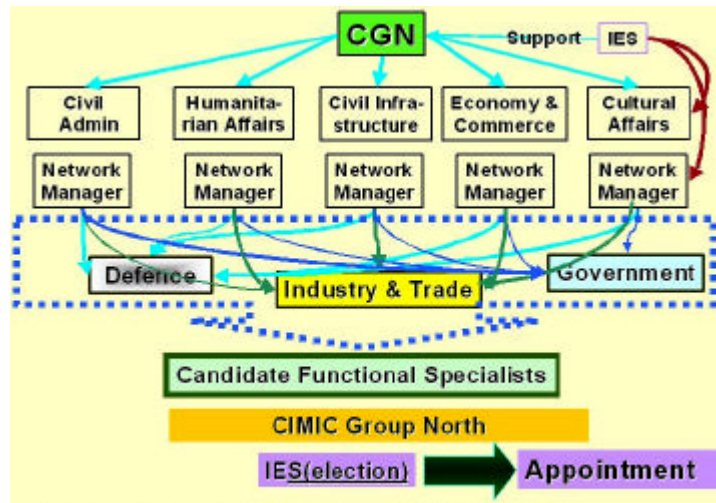 CGN
Support
IES
Civil
Admin
Humanita-
rian Affairs
Civil Infra-
structure
Economy &
Commerce
Cultural
Affairs
Network
Manager
Network
Manager
Network
Manager
Network
Manager
Network
Manager
Defence
Industry & Trade
Government
Candidate Functional Specialists
CIMIC Group North
IES(election)
Appointment